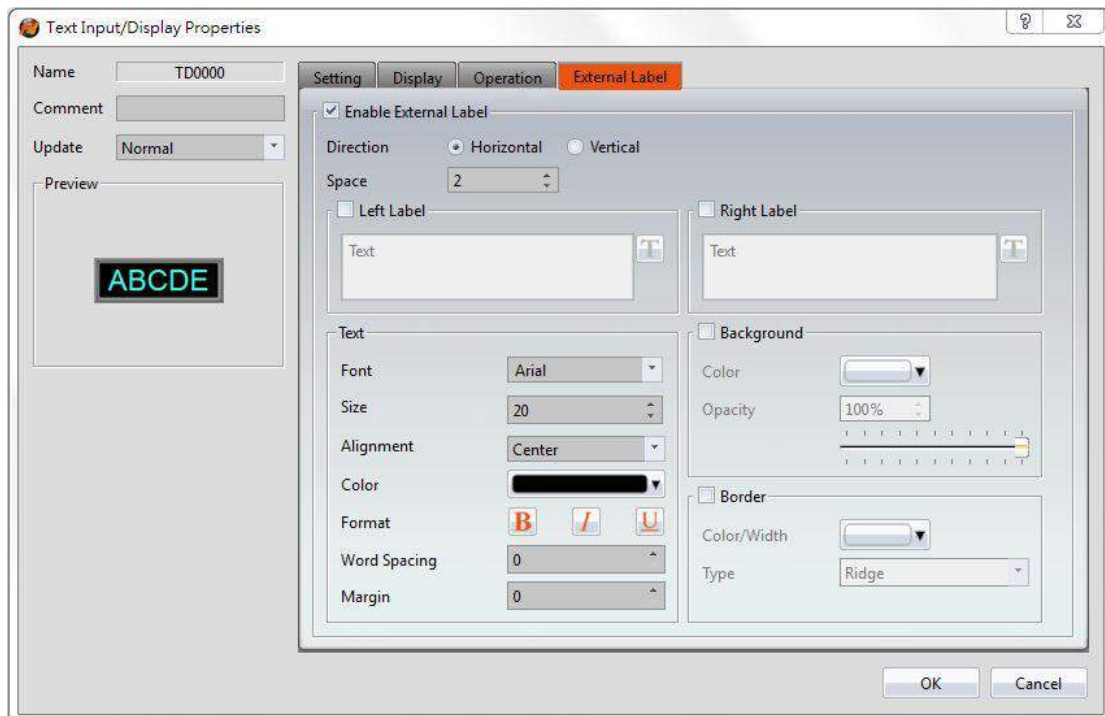 Text Input/Display Properties
Name TD0000
Comment
Update Normal
Preview
ABCDE
Setting Display Operation External Label
Enable External Label
Direction Horizontal Vertical
Space 2
Left Label Right Label
Text T Text T
Text Background
Font Arial Color
Size 20 Opacity 100%
Alignment Center
Color Border
Format B I U Color/Width
Word Spacing 0 Type Ridge
Margin 0
OK Cancel